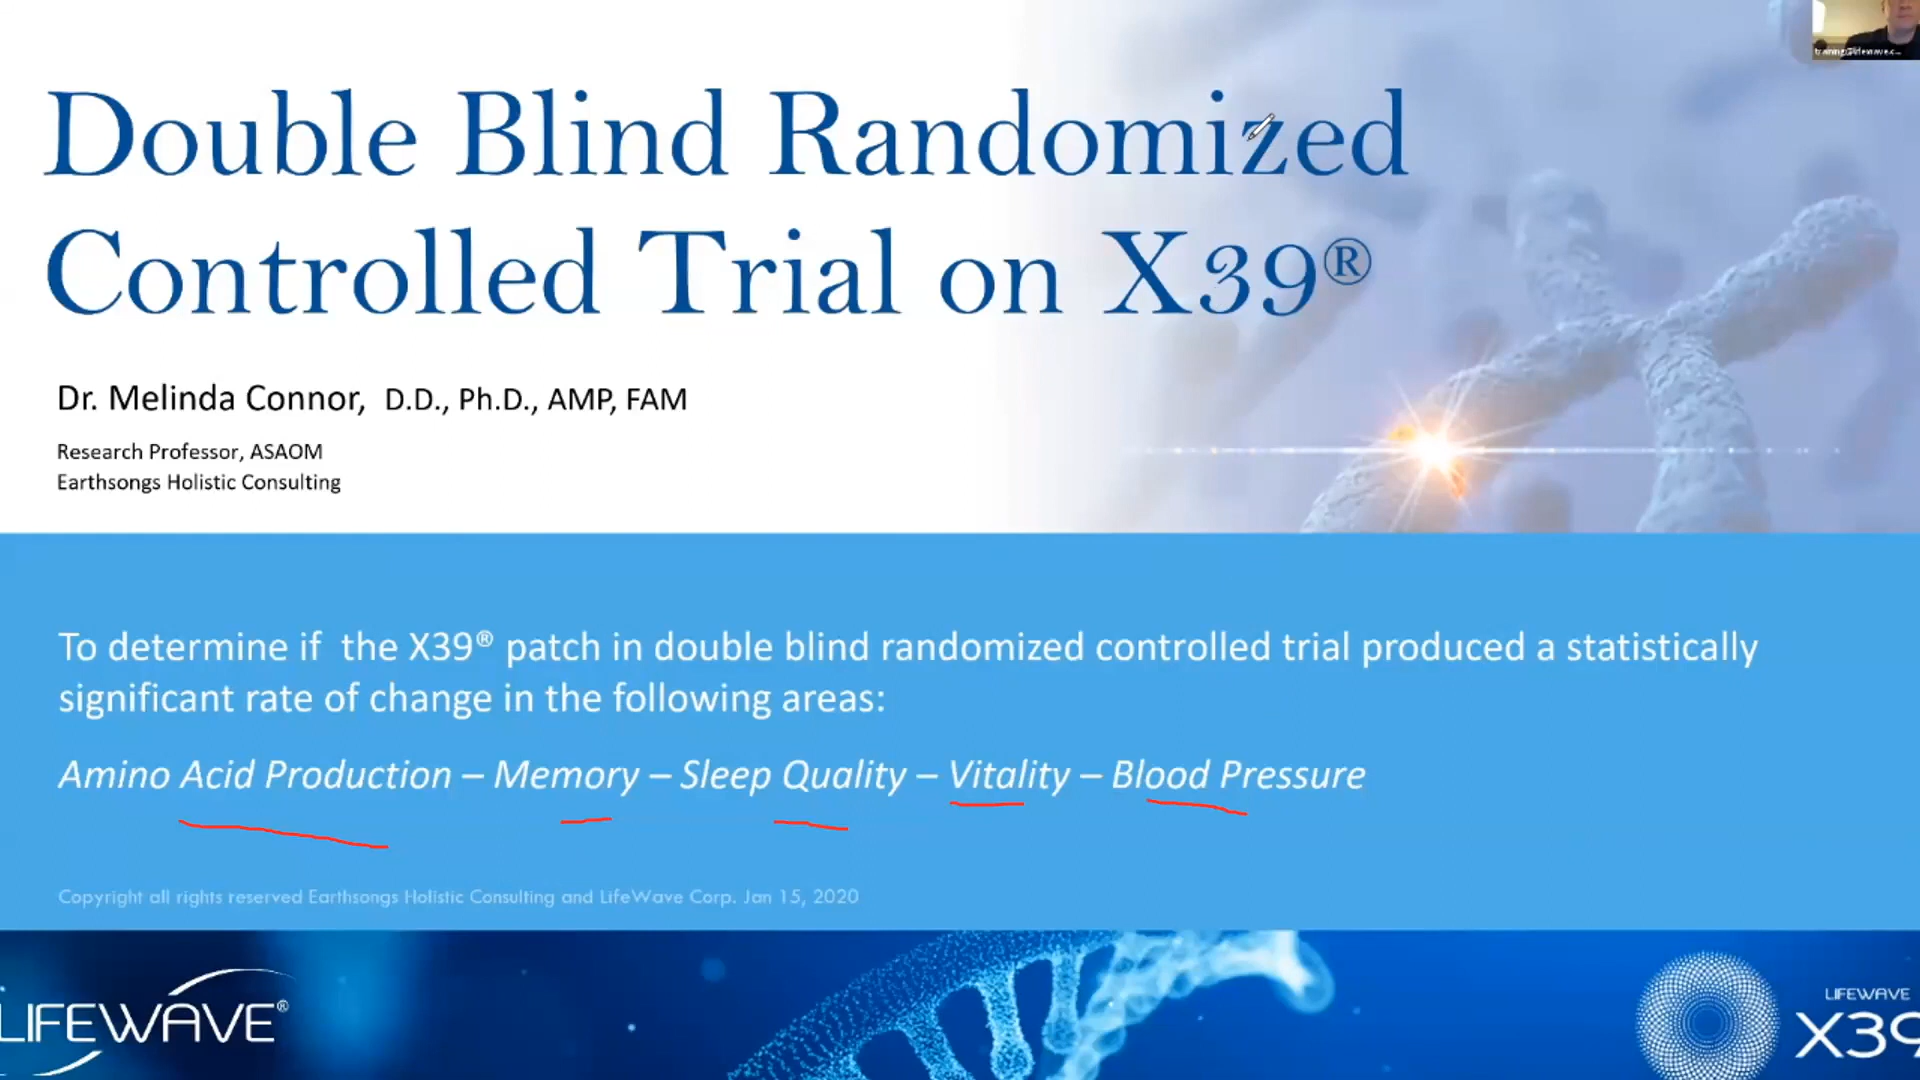 training@lifewave.c...
Double Blind Randomized
Controlled Trial on X39®
Dr. Melinda Connor, D.D., Ph.D., AMP, FAM
Research Professor, ASAOM
Earthsongs Holistic Consulting
To determine if the X39® patch in double blind randomized controlled trial produced a statistically
significant rate of change in the following areas:
Amino Acid Production – Memory – Sleep Quality – Vitality – Blood Pressure
Copyright all rights reserved Earthsongs Holistic Consulting and LifeWave Corp. Jan 15, 2020
LIFEWAVE®
LIFEWAVE
X39